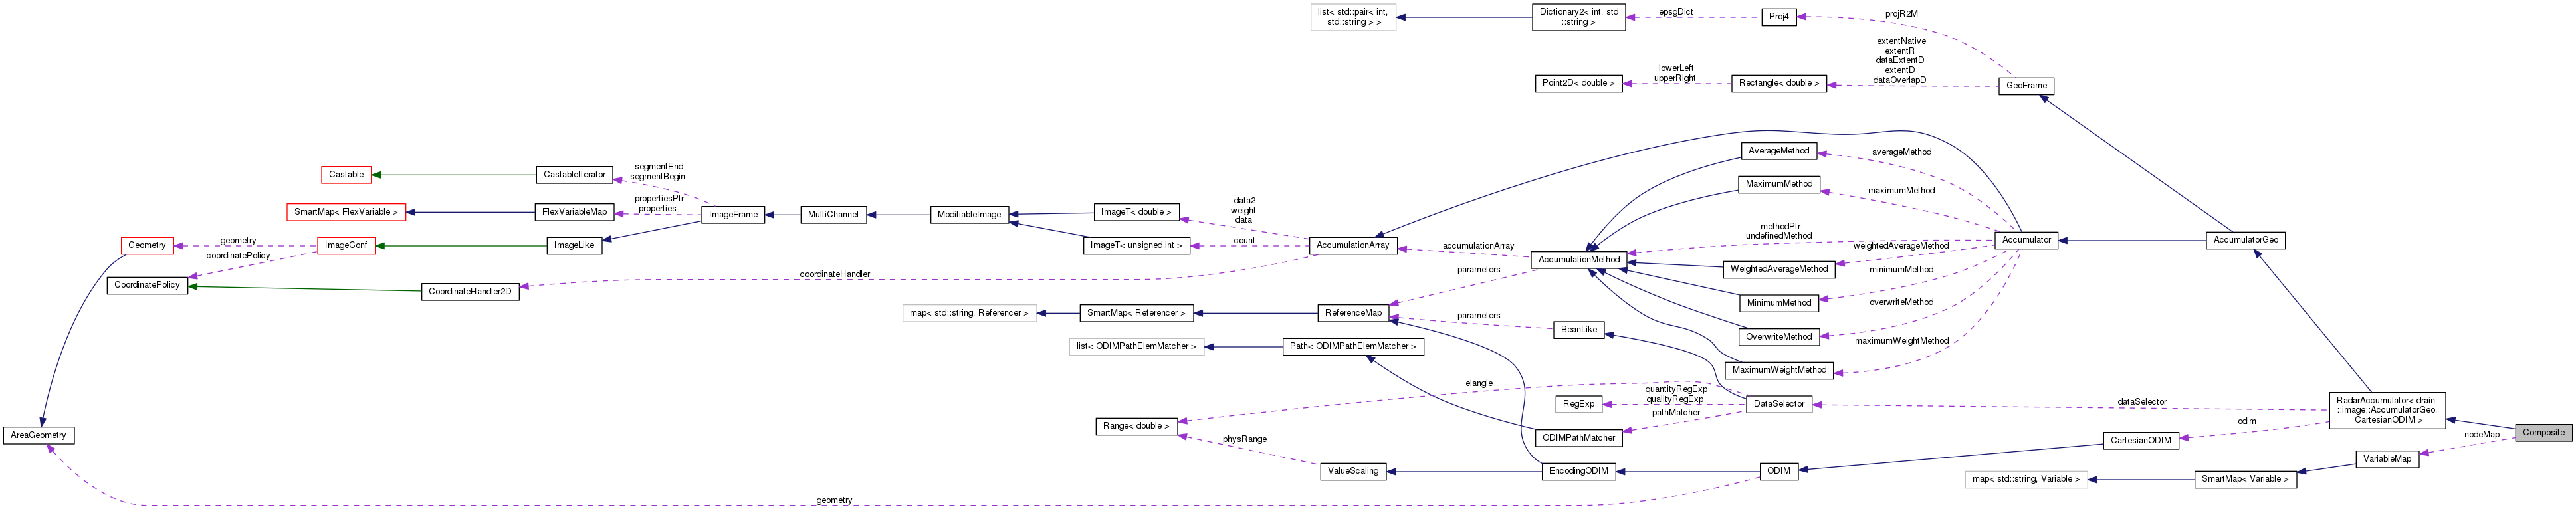 list< std::pair< int,
std::string > >
Dictionary2< int, std
::string >
epsgDict
Proj4
projR2M
Point2D< double >
lowerLeft
upperRight
Rectangle< double >
extentNative
extentR
dataExtentD
extentD
dataOverlapD
GeoFrame
Castable
CastableIterator
segmentEnd
segmentBegin
SmartMap< FlexVariable >
FlexVariableMap
propertiesPtr
properties
ImageFrame
MultiChannel
ModifiableImage
ImageT< double >
data2
weight
data
Geometry
geometry
ImageConf
ImageLike
ImageT< unsigned int >
count
AccumulationArray
accumulationArray
coordinatePolicy
CoordinatePolicy
CoordinateHandler2D
coordinateHandler
AccumulationMethod
AverageMethod
averageMethod
MaximumMethod
maximumMethod
methodPtr
undefinedMethod
weightedAverageMethod
WeightedAverageMethod
minimumMethod
MinimumMethod
overwriteMethod
OverwriteMethod
maximumWeightMethod
MaximumWeightMethod
Accumulator
AccumulatorGeo
parameters
map< std::string, Referencer >
SmartMap< Referencer >
ReferenceMap
parameters
BeanLike
list< ODIMPathElemMatcher >
Path< ODIMPathElemMatcher >
elangle
quantityRegExp
qualityRegExp
RegExp
pathMatcher
DataSelector
dataSelector
RadarAccumulator< drain
::image::AccumulatorGeo,
CartesianODIM >
Range< double >
physRange
ODIMPathMatcher
odim
CartesianODIM
Composite
nodeMap
AreaGeometry
ValueScaling
EncodingODIM
ODIM
map< std::string, Variable >
SmartMap< Variable >
VariableMap
geometry